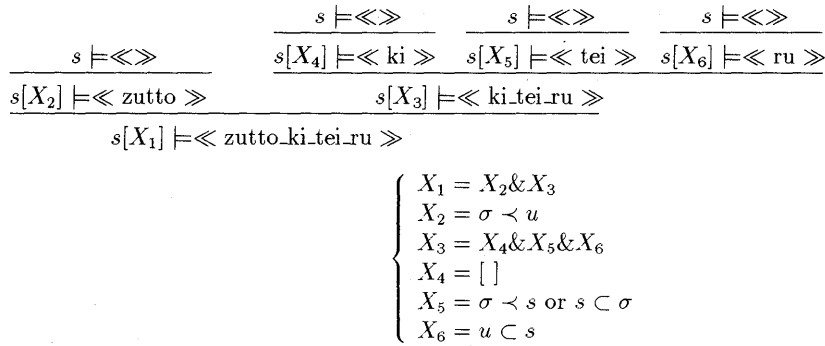 s ⊨≪≫ s ⊨≪≫ s ⊨≪≫
s ⊨≪≫ s[X₄] ⊨≪ ki ≫ s[X₅] ⊨≪ tei ≫ s[X₆] ⊨≪ ru ≫
s[X₂] ⊨≪ zutto ≫ s[X₃] ⊨≪ ki_tei_ru ≫
s[X₁] ⊨≪ zutto_ki_tei_ru ≫
X₁ = X₂&X₃
X₂ = σ ≺ u
X₃ = X₄&X₅&X₆
X₄ = [ ]
X₅ = σ ≺ s or s ⊂ σ
X₆ = u ⊂ s